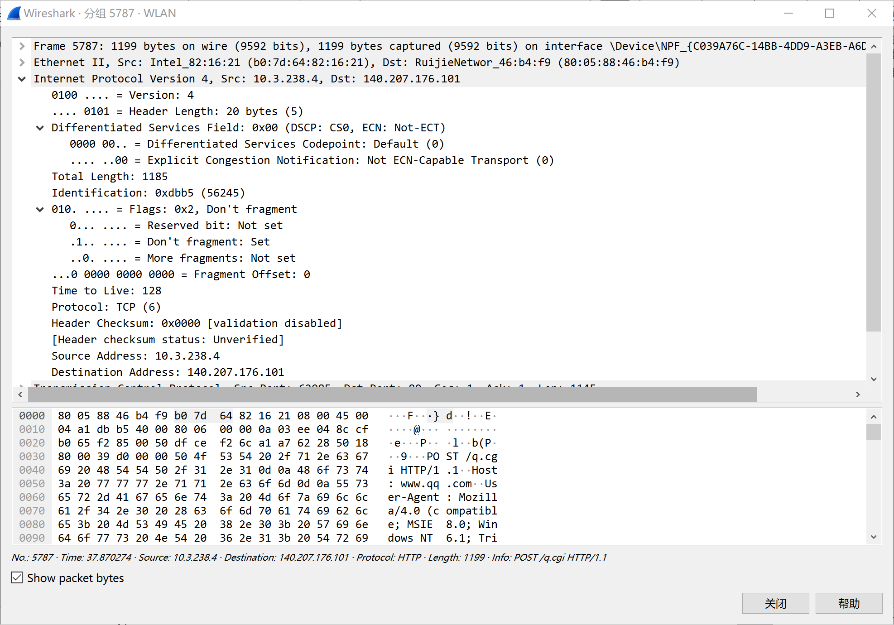 Wireshark · 分组 5787 · WLAN
Frame 5787: 1199 bytes on wire (9592 bits), 1199 bytes captured (9592 bits) on interface \Device\NPF_{C039A76C-14BB-4DD9-A3EB-A6D
Ethernet II, Src: Intel_82:16:21 (b0:7d:64:82:16:21), Dst: RuijieNetwor_46:b4:f9 (80:05:88:46:b4:f9)
Internet Protocol Version 4, Src: 10.3.238.4, Dst: 140.207.176.101
0100 .... = Version: 4
.... 0101 = Header Length: 20 bytes (5)
Differentiated Services Field: 0x00 (DSCP: CS0, ECN: Not-ECT)
0000 00.. = Differentiated Services Codepoint: Default (0)
.... ..00 = Explicit Congestion Notification: Not ECN-Capable Transport (0)
Total Length: 1185
Identification: 0xdbb5 (56245)
010. .... = Flags: 0x2, Don't fragment
0... .... = Reserved bit: Not set
.1.. .... = Don't fragment: Set
..0. .... = More fragments: Not set
...0 0000 0000 0000 = Fragment Offset: 0
Time to Live: 128
Protocol: TCP (6)
Header Checksum: 0x0000 [validation disabled]
[Header checksum status: Unverified]
Source Address: 10.3.238.4
Destination Address: 140.207.176.101
0000 80 05 88 46 b4 f9 b0 7d 64 82 16 21 08 00 45 00 ···F···} d··!··E·
0010 04 a1 db b5 40 00 80 06 00 00 0a 03 ee 04 8c cf ····@··· ········
0020 b0 65 f2 85 00 50 df ce f2 6c a1 a7 62 28 50 18 ·e···P·· ·l··b(P·
0030 80 00 39 d0 00 00 50 4f 53 54 20 2f 71 2e 63 67 ··9···PO ST /q.cg
0040 69 20 48 54 54 50 2f 31 2e 31 0d 0a 48 6f 73 74 i HTTP/1 .1··Host
0050 3a 20 77 77 77 2e 71 71 2e 63 6f 6d 0d 0a 55 73 : www.qq .com··Us
0060 65 72 2d 41 67 65 6e 74 3a 20 4d 6f 7a 69 6c 6c er-Agent : Mozill
0070 61 2f 34 2e 30 20 28 63 6f 6d 70 61 74 69 62 6c a/4.0 (c ompatibl
0080 65 3b 20 4d 53 49 45 20 38 2e 30 3b 20 57 69 6e e; MSIE 8.0; Win
0090 64 6f 77 73 20 4e 54 20 36 2e 31 3b 20 54 72 69 dows NT 6.1; Tri
No.: 5787 · Time: 37.870274 · Source: 10.3.238.4 · Destination: 140.207.176.101 · Protocol: HTTP · Length: 1199 · Info: POST /q.cgi HTTP/1.1
Show packet bytes
关闭
帮助